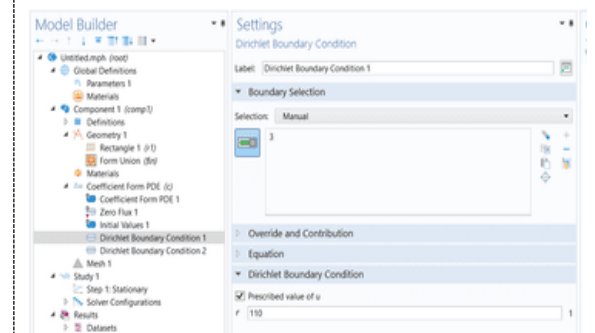 Model Builder
Untitled.mph (root)
Global Definitions
Parameters 1
Materials
Component 1 (comp1)
Definitions
Geometry 1
Rectangle 1 (r1)
Form Union (fin)
Materials
Coefficient Form PDE (c)
Coefficient Form PDE 1
Zero Flux 1
Initial Values 1
Dirichlet Boundary Condition 1
Dirichlet Boundary Condition 2
Mesh 1
Study 1
Step 1: Stationary
Solver Configurations
Results
Datasets
Settings
Dirichlet Boundary Condition
Label: Dirichlet Boundary Condition 1
Boundary Selection
Selection: Manual
3
Override and Contribution
Equation
Dirichlet Boundary Condition
Prescribed value of u
r 110 1